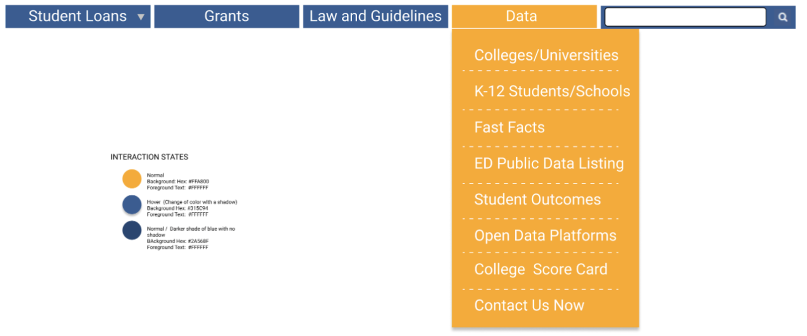 Student Loans
Grants
Law and Guidelines
Data
Colleges/Universities
K-12 Students/Schools
Fast Facts
ED Public Data Listing
Student Outcomes
Open Data Platforms
College Score Card
Contact Us Now
INTERACTION STATES
Normal
Background Hex: #FFA800
Foreground Text: #FFFFFF
Hover (Change of color with a shadow)
Background Hex: #315C94
Foreground Text: #FFFFFF
Normal / Darker shade of blue with no
shadow
BAckground Hex: #2A568F
Foreground Text: #FFFFFF